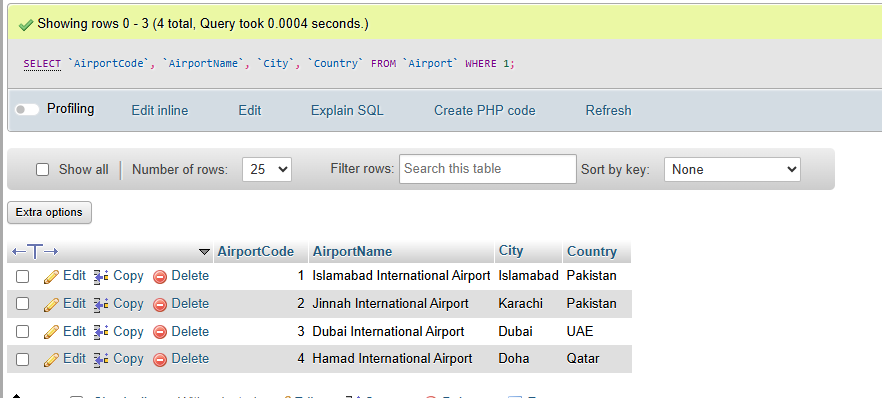 Showing rows 0 - 3 (4 total, Query took 0.0004 seconds.)
SELECT `AirportCode`, `AirportName`, `City`, `Country` FROM `Airport` WHERE 1;
Profiling Edit inline Edit Explain SQL Create PHP code Refresh
Show all Number of rows: 25 Filter rows: Search this table Sort by key: None
Extra options
←T→ AirportCode AirportName City Country
Edit Copy Delete 1 Islamabad International Airport Islamabad Pakistan
Edit Copy Delete 2 Jinnah International Airport Karachi Pakistan
Edit Copy Delete 3 Dubai International Airport Dubai UAE
Edit Copy Delete 4 Hamad International Airport Doha Qatar